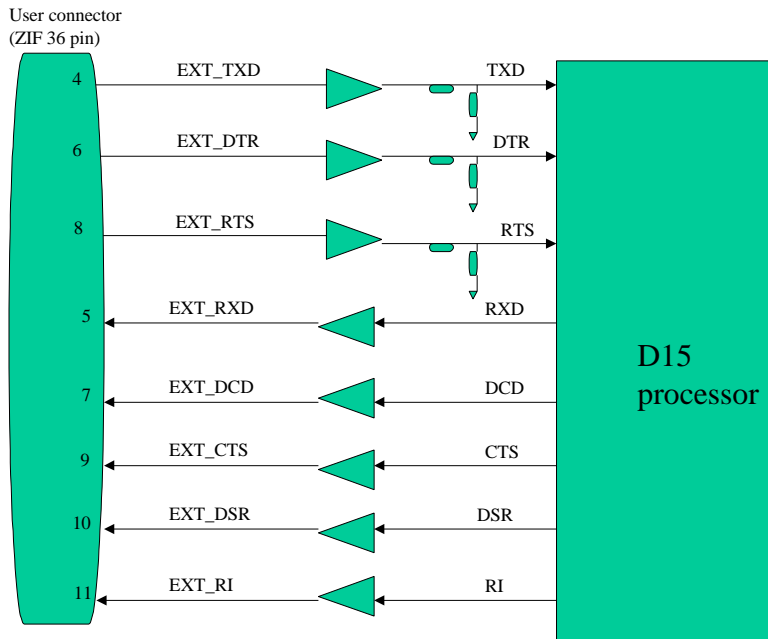 User connector
(ZIF 36 pin)
4 EXT_TXD TXD
6 EXT_DTR DTR
8 EXT_RTS RTS
5 EXT_RXD RXD
7 EXT_DCD DCD
9 EXT_CTS CTS
10 EXT_DSR DSR
11 EXT_RI RI
D15
processor